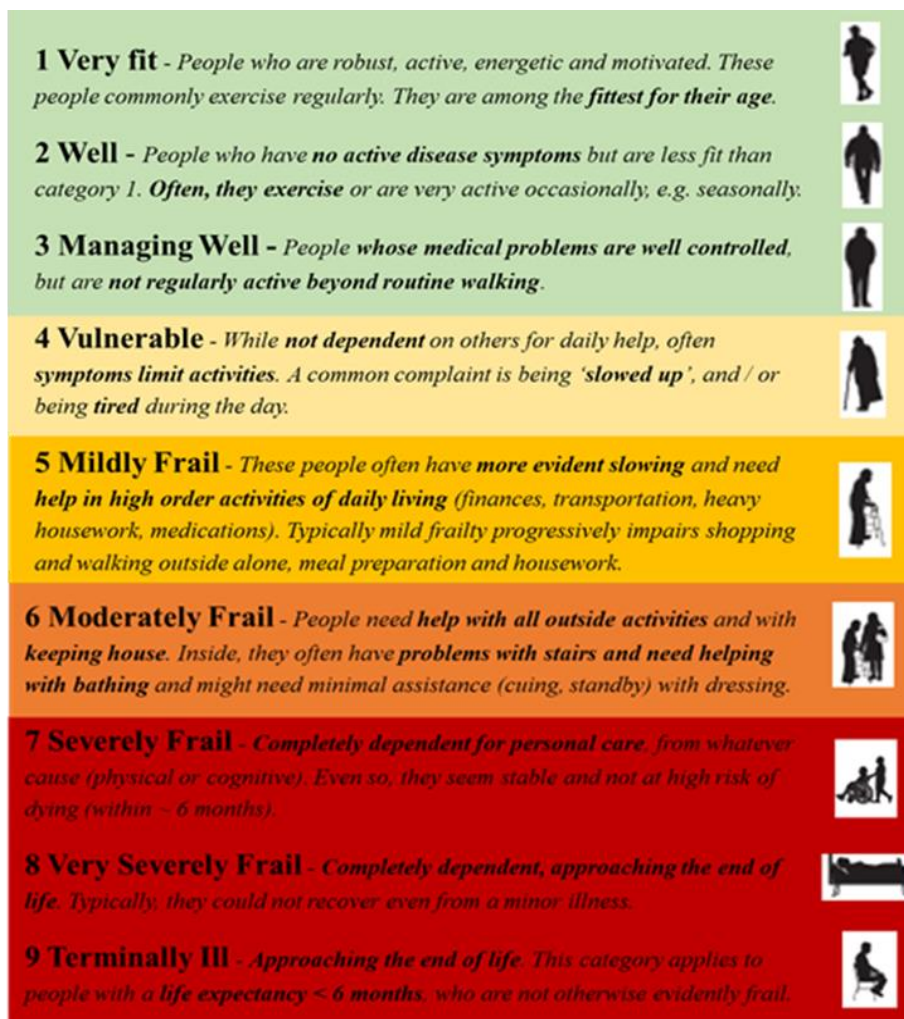 1 Very fit - People who are robust, active, energetic and motivated. These
people commonly exercise regularly. They are among the fittest for their age.
2 Well - People who have no active disease symptoms but are less fit than
category 1. Often, they exercise or are very active occasionally, e.g. seasonally.
3 Managing Well - People whose medical problems are well controlled,
but are not regularly active beyond routine walking.
4 Vulnerable - While not dependent on others for daily help, often
symptoms limit activities. A common complaint is being ‘slowed up’, and / or
being tired during the day.
5 Mildly Frail - These people often have more evident slowing and need
help in high order activities of daily living (finances, transportation, heavy
housework, medications). Typically mild frailty progressively impairs shopping
and walking outside alone, meal preparation and housework.
6 Moderately Frail - People need help with all outside activities and with
keeping house. Inside, they often have problems with stairs and need helping
with bathing and might need minimal assistance (cuing, standby) with dressing.
7 Severely Frail - Completely dependent for personal care, from whatever
cause (physical or cognitive). Even so, they seem stable and not at high risk of
dying (within ~ 6 months).
8 Very Severely Frail - Completely dependent, approaching the end of
life. Typically, they could not recover even from a minor illness.
9 Terminally Ill - Approaching the end of life. This category applies to
people with a life expectancy < 6 months, who are not otherwise evidently frail.